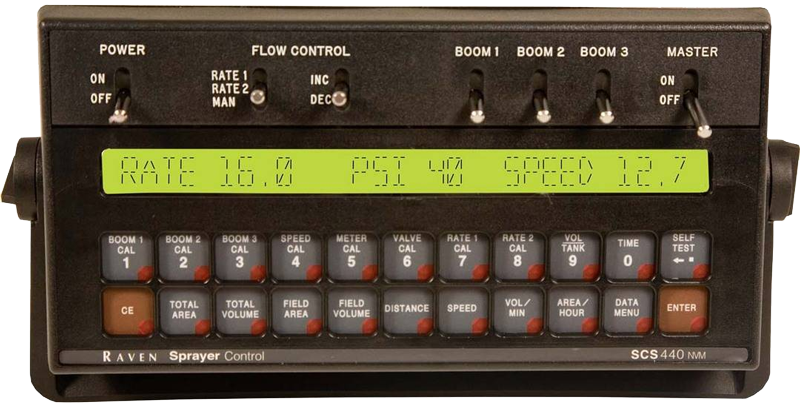 POWER
ON
OFF
FLOW CONTROL
RATE 1
RATE 2
MAN
INC
DEC
BOOM 1
BOOM 2
BOOM 3
MASTER
ON
OFF
RATE 16.0 PSI 40 SPEED 12.7
BOOM 1
CAL
1
BOOM 2
CAL
2
BOOM 3
CAL
3
SPEED
CAL
4
METER
CAL
5
VALVE
CAL
6
RATE 1
CAL
7
RATE 2
CAL
8
VOL
TANK
9
TIME
0
SELF
TEST
←
CE
TOTAL
AREA
TOTAL
VOLUME
FIELD
AREA
FIELD
VOLUME
DISTANCE
SPEED
VOL/
MIN
AREA/
HOUR
DATA
MENU
ENTER
RAVEN Sprayer Control
SCS 440 NVM